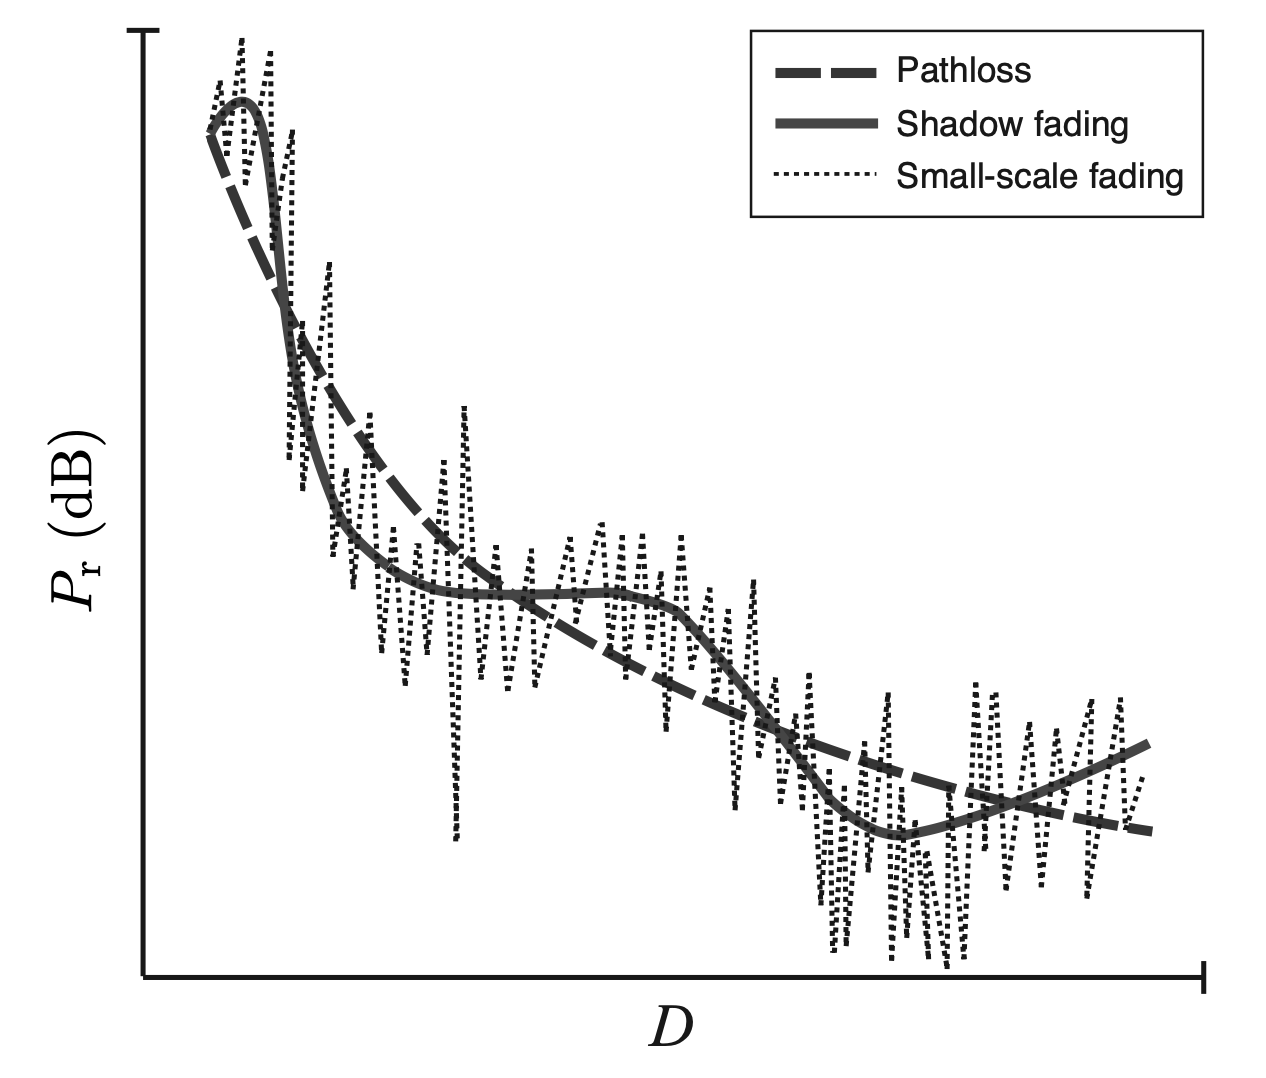 Pathloss
Shadow fading
Small-scale fading
Pr (dB)
D